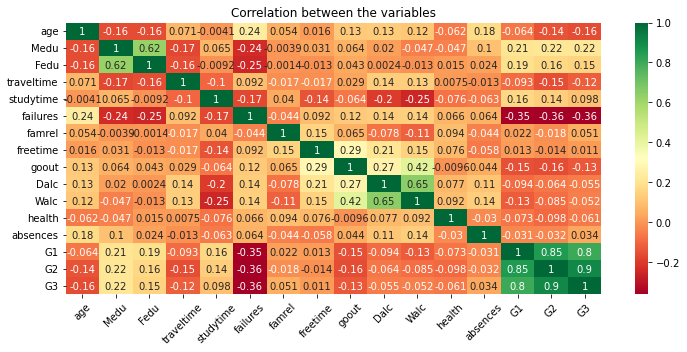 Correlation between the variables
age 1 -0.16 -0.16 0.071 -0.0041 0.24 0.054 0.016 0.13 0.13 0.12 -0.062 0.18 -0.064 -0.14 -0.16
Medu -0.16 1 0.62 -0.17 0.065 -0.24 -0.0039 0.031 0.064 0.02 -0.047 -0.047 0.1 0.21 0.22 0.22
Fedu -0.16 0.62 1 -0.16 -0.0092 -0.25 -0.0014 -0.013 0.043 0.0024 -0.013 0.015 0.024 0.19 0.16 0.15
traveltime 0.071 -0.17 -0.16 1 -0.1 0.092 -0.017 -0.017 0.029 0.14 0.13 0.0075 -0.013 -0.093 -0.15 -0.12
studytime -0.0041 0.065 -0.0092 -0.1 1 -0.17 0.04 -0.14 -0.064 -0.2 -0.25 -0.076 -0.063 0.16 0.14 0.098
failures 0.24 -0.24 -0.25 0.092 -0.17 1 -0.044 0.092 0.12 0.14 0.14 0.066 0.064 -0.35 -0.36 -0.36
famrel 0.054 -0.0039 -0.0014 -0.017 0.04 -0.044 1 0.15 0.065 -0.078 -0.11 0.094 -0.044 0.022 -0.018 0.051
freetime 0.016 0.031 -0.013 -0.017 -0.14 0.092 0.15 1 0.29 0.21 0.15 0.076 -0.058 0.013 -0.014 0.011
goout 0.13 0.064 0.043 0.029 -0.064 0.12 0.065 0.29 1 0.27 0.42 -0.0096 0.044 -0.15 -0.16 -0.13
Dalc 0.13 0.02 0.0024 0.14 -0.2 0.14 -0.078 0.21 0.27 1 0.65 0.077 0.11 -0.094 -0.064 -0.055
Walc 0.12 -0.047 -0.013 0.13 -0.25 0.14 -0.11 0.15 0.42 0.65 1 0.092 0.14 -0.13 -0.085 -0.052
health -0.062 -0.047 0.015 0.0075 -0.076 0.066 0.094 0.076 -0.0096 0.077 0.092 1 -0.03 -0.073 -0.098 -0.061
absences 0.18 0.1 0.024 -0.013 -0.063 0.064 -0.044 -0.058 0.044 0.11 0.14 -0.03 1 -0.031 -0.032 0.034
G1 -0.064 0.21 0.19 -0.093 0.16 -0.35 0.022 0.013 -0.15 -0.094 -0.13 -0.073 -0.031 1 0.85 0.8
G2 -0.14 0.22 0.16 -0.15 0.14 -0.36 -0.018 -0.014 -0.16 -0.064 -0.085 -0.098 -0.032 0.85 1 0.9
G3 -0.16 0.22 0.15 -0.12 0.098 -0.36 0.051 0.011 -0.13 -0.055 -0.052 -0.061 0.034 0.8 0.9 1
age Medu Fedu traveltime studytime failures famrel freetime goout Dalc Walc health absences G1 G2 G3
1.0
0.8
0.6
0.4
0.2
0.0
−0.2